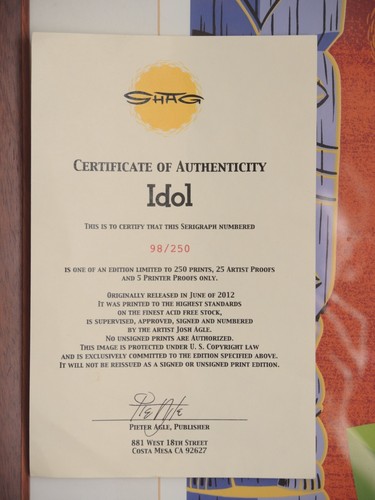 SHAG
CERTIFICATE OF AUTHENTICITY
Idol
THIS IS TO CERTIFY THAT THIS SERIGRAPH NUMBERED
98/250
IS ONE OF AN EDITION LIMITED TO 250 PRINTS, 25 ARTIST PROOFS
AND 5 PRINTER PROOFS ONLY.
ORIGINALLY RELEASED IN JUNE OF 2012
IT WAS PRINTED TO THE HIGHEST STANDARDS
ON THE FINEST ACID FREE STOCK,
IS SUPERVISED, APPROVED, SIGNED AND NUMBERED
BY THE ARTIST JOSH AGLE.
NO UNSIGNED PRINTS ARE AUTHORIZED.
THIS IMAGE IS PROTECTED UNDER U. S. COPYRIGHT LAW
AND IS EXCLUSIVELY COMMITTED TO THE EDITION SPECIFIED ABOVE.
IT WILL NOT BE REISSUED AS A SIGNED OR UNSIGNED PRINT EDITION.
PIETER AGLE, PUBLISHER
881 WEST 18TH STREET
COSTA MESA CA 92627